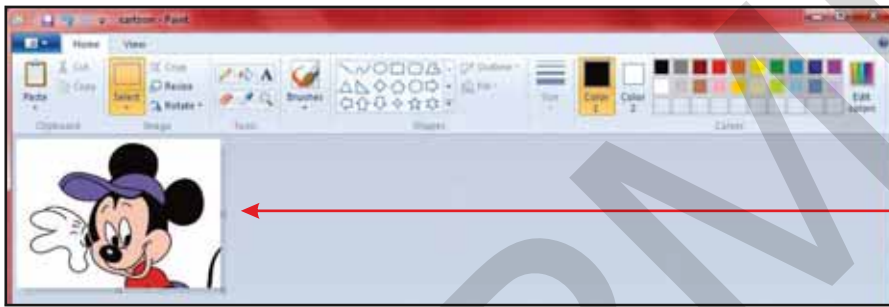 cartoon - Paint
Home View
Paste
Cut
Copy
Clipboard
Select
Crop
Resize
Rotate
Image
Tools
Brushes
Shapes
Outline
Fill
Size
Color 1
Color 2
Edit colors
Colors